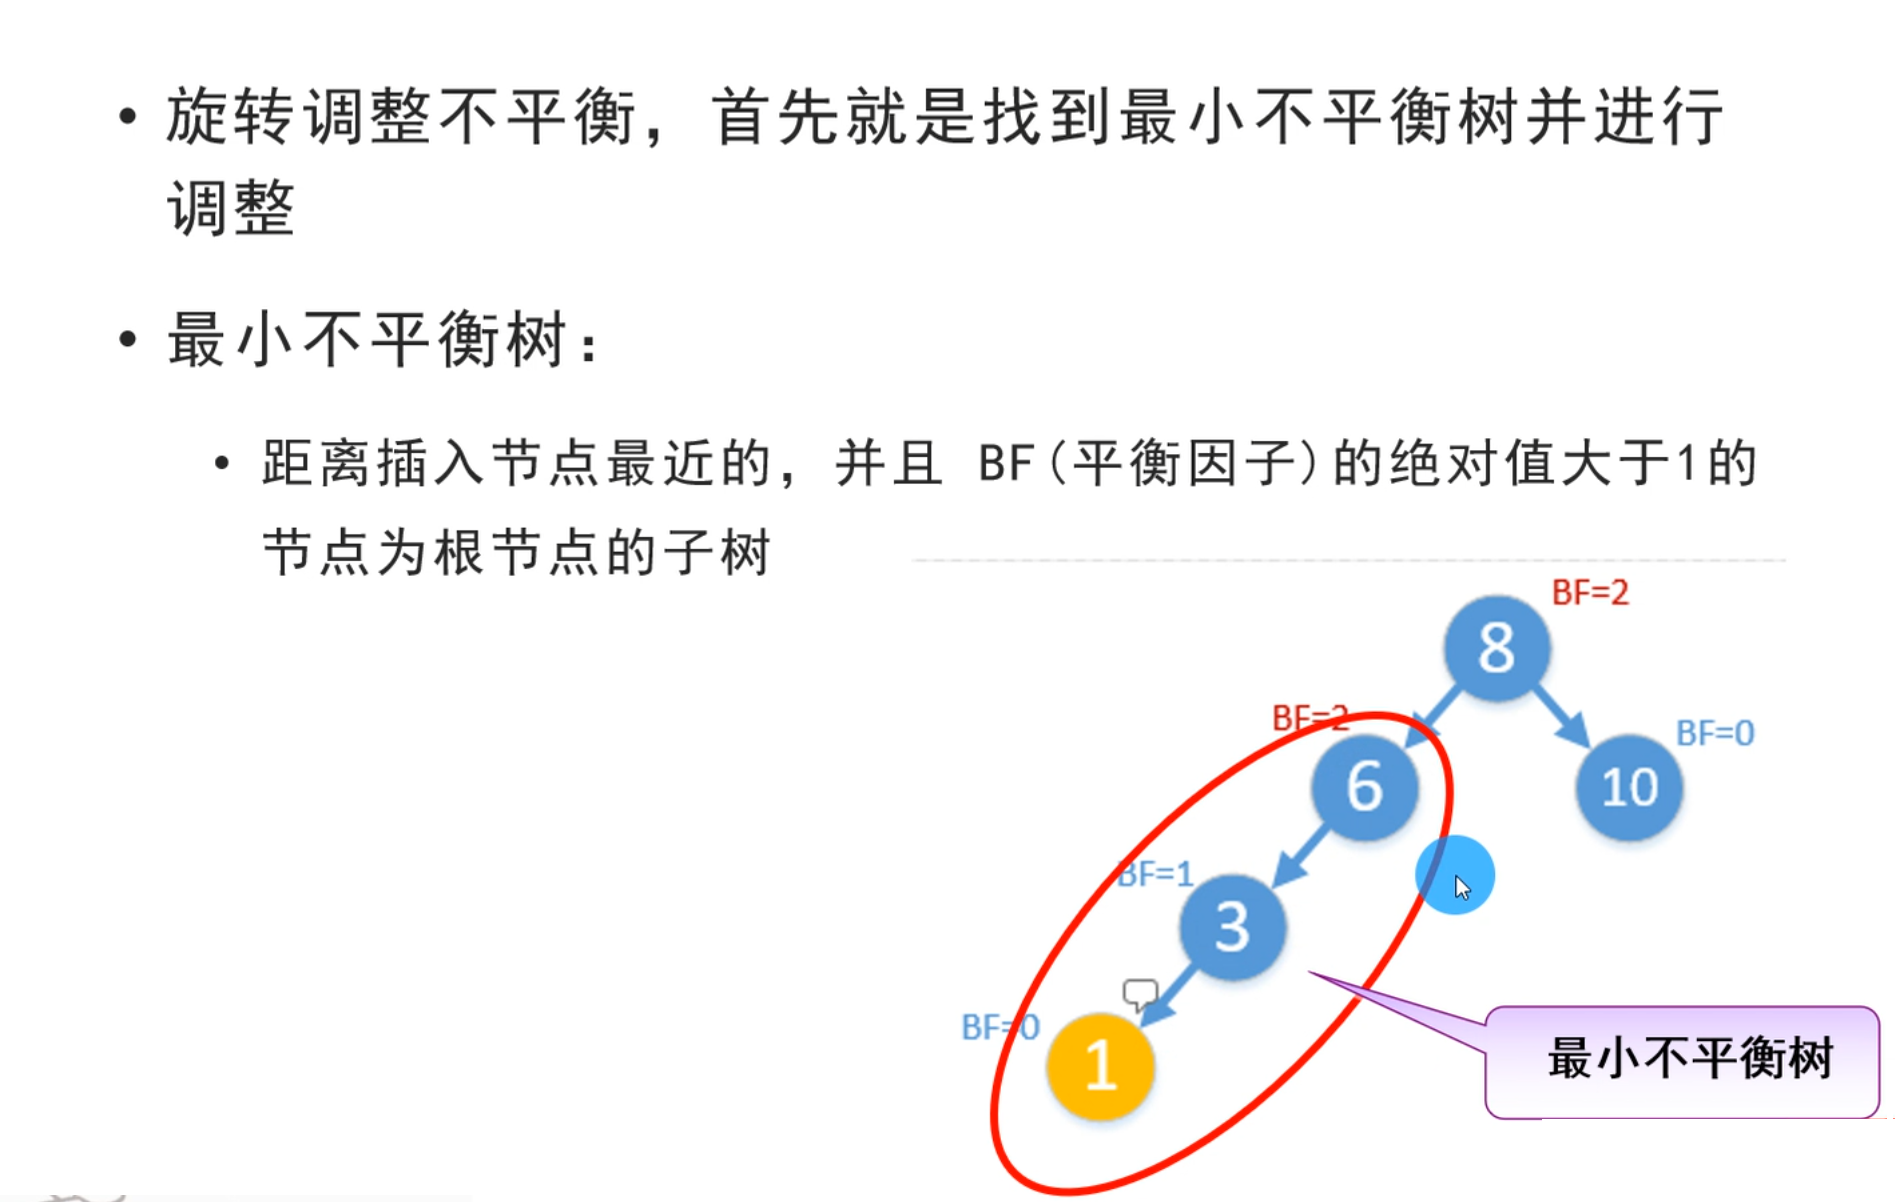 • 旋转调整不平衡，首先就是找到最小不平衡树并进行
调整
• 最小不平衡树：
• 距离插入节点最近的，并且 BF(平衡因子)的绝对值大于1的
节点为根节点的子树
BF=2
8
BF=2
6
BF=0
10
BF=1
3
BF=0
1
最小不平衡树